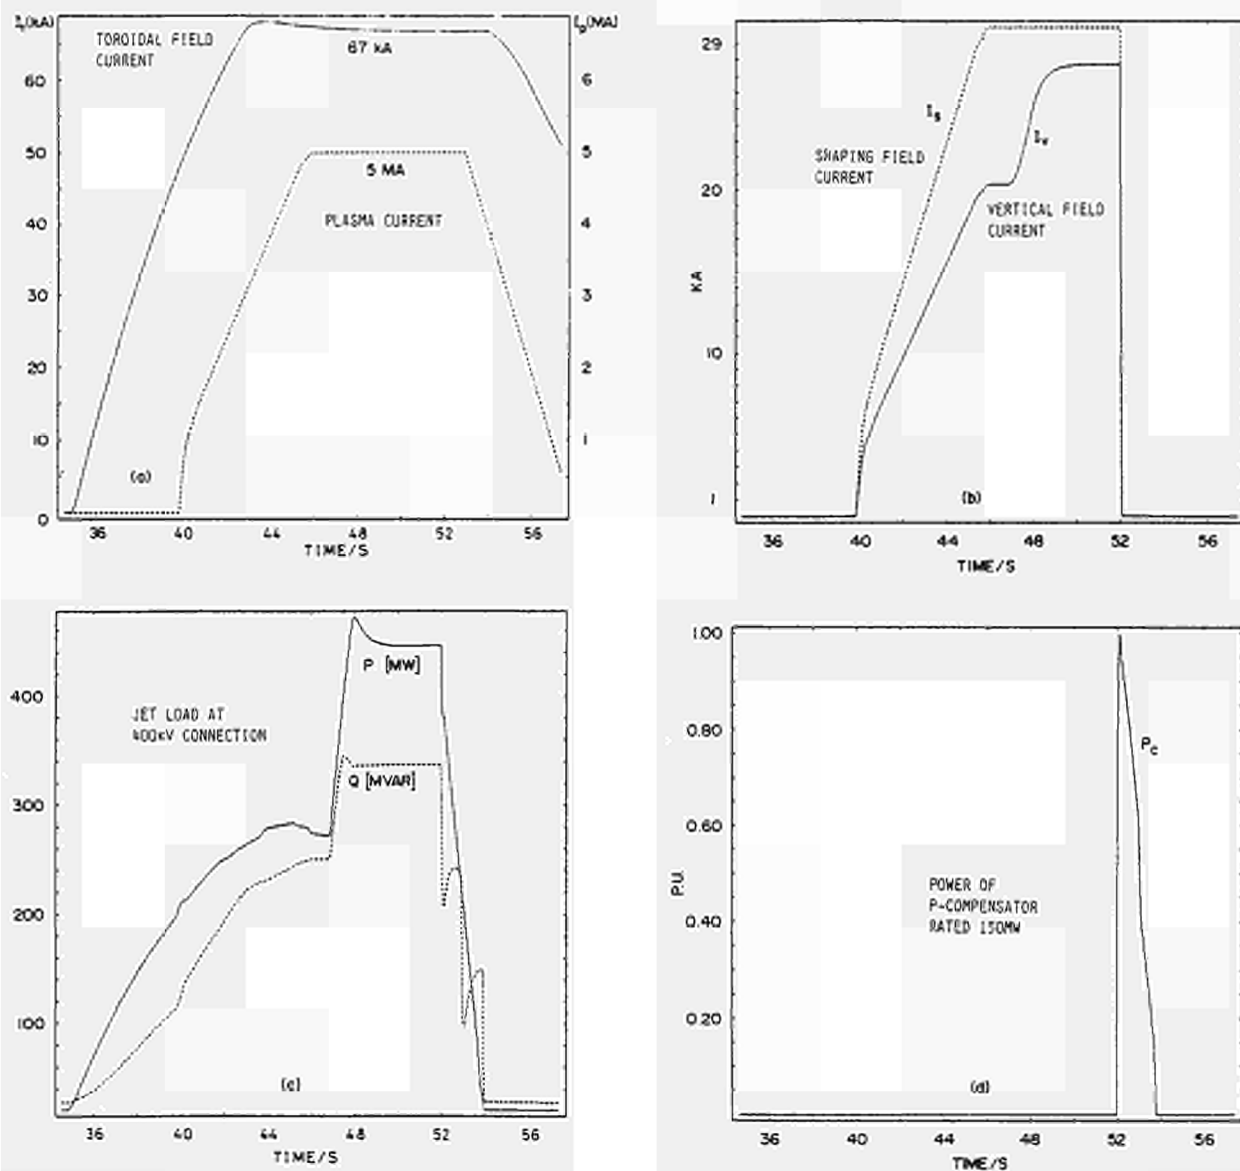 I_t(kA)
I_p(MA)
TOROIDAL FIELD
CURRENT
67 kA
60
50
40
30
20
10
0
6
5
4
3
2
1
5 MA
PLASMA CURRENT
(a)
36 40 44 48 52 56
TIME/S
29
20
10
1
KA
I_s
I_v
SHAPING FIELD
CURRENT
VERTICAL FIELD
CURRENT
(b)
36 40 44 48 52 56
TIME/S
400
300
200
100
JET LOAD AT
400kV CONNECTION
P [MW]
Q [MVAR]
(c)
36 40 44 48 52 56
TIME/S
1.00
0.80
0.60
0.40
0.20
P.U.
P_C
POWER OF
P-COMPENSATOR
RATED 150MW
(d)
36 40 44 48 52 56
TIME/S